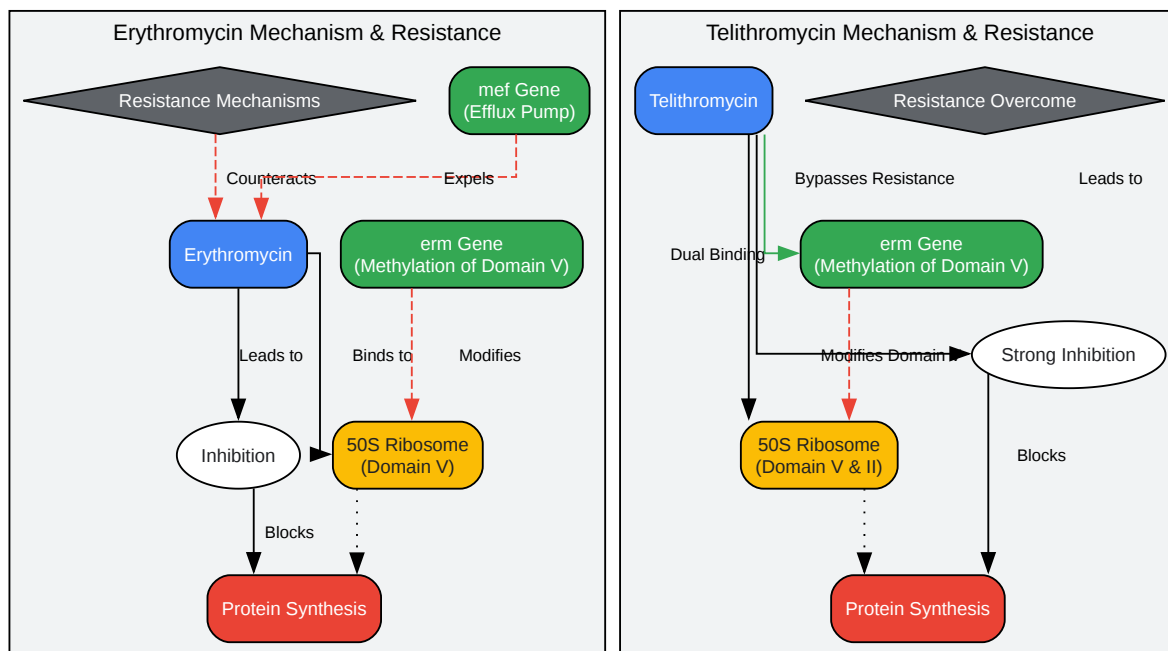 Erythromycin Mechanism & Resistance
Resistance Mechanisms
mef Gene
(Efflux Pump)
Counteracts
Expels
Erythromycin
erm Gene
(Methylation of Domain V)
Leads to
Binds to
Modifies
Inhibition
50S Ribosome
(Domain V)
Blocks
Protein Synthesis
Telithromycin Mechanism & Resistance
Telithromycin
Resistance Overcome
Bypasses Resistance
Leads to
Dual Binding
erm Gene
(Methylation of Domain V)
Modifies Domain V
Strong Inhibition
50S Ribosome
(Domain V & II)
Blocks
Protein Synthesis